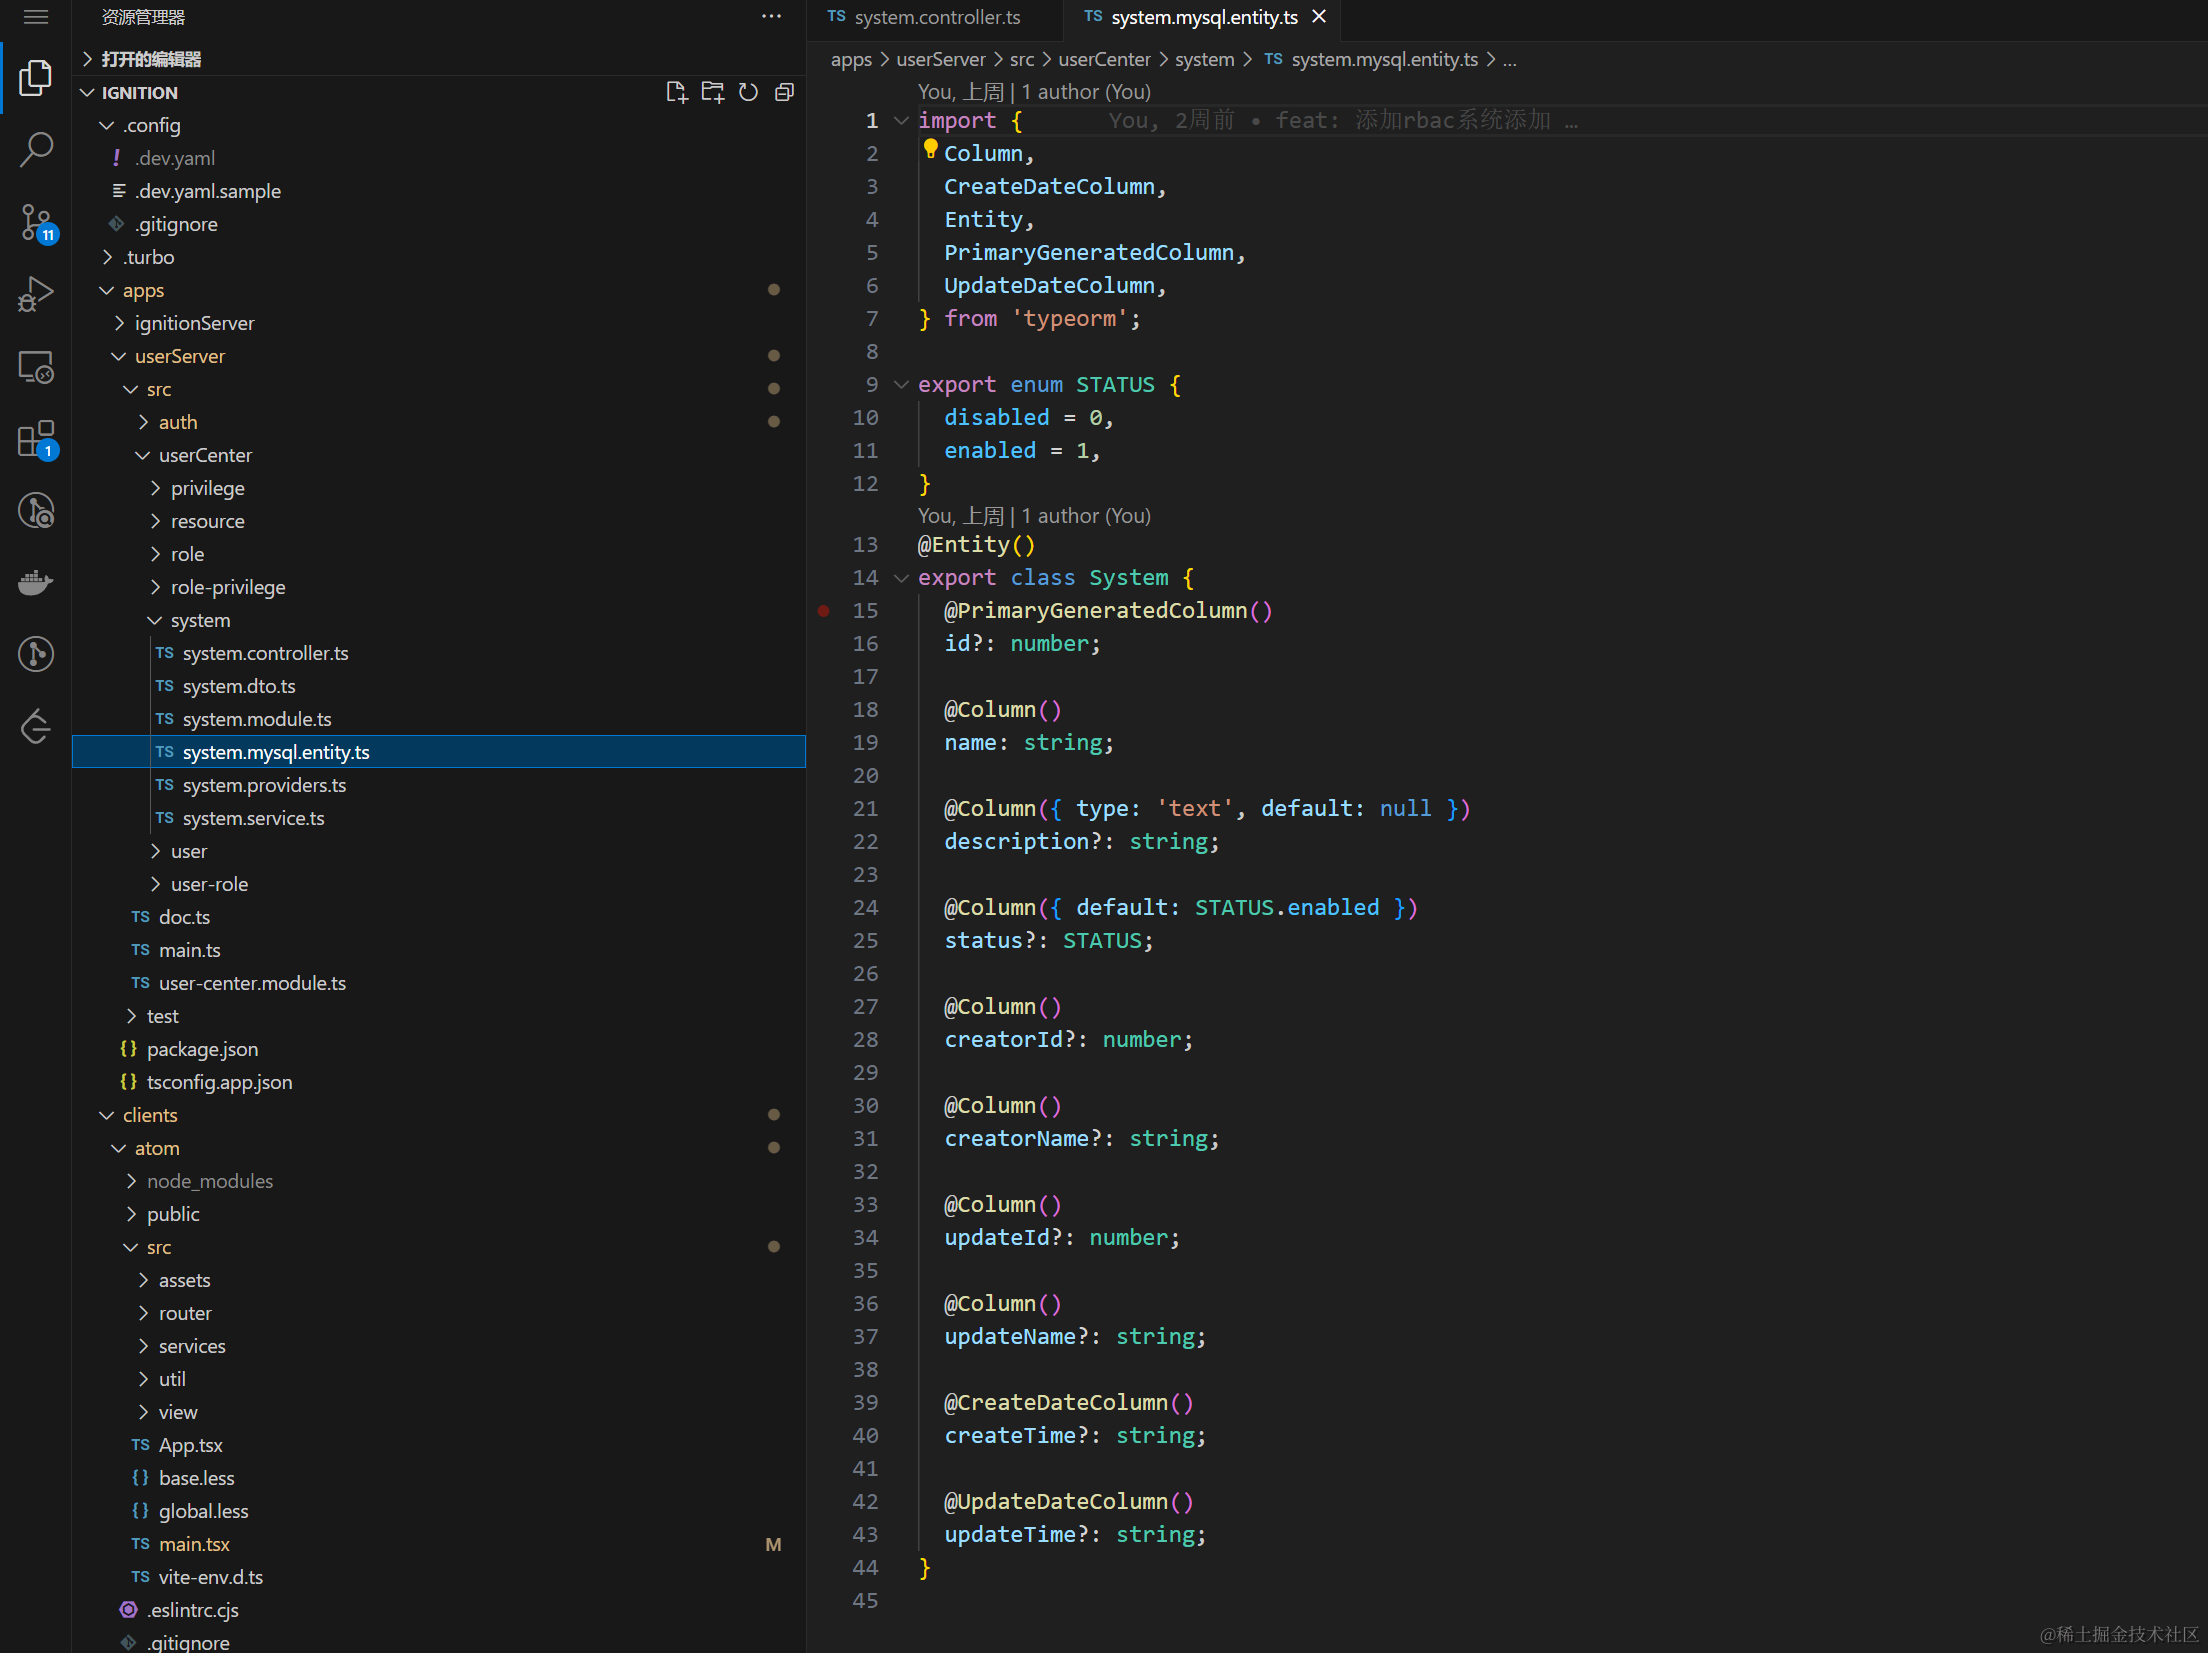 资源管理器
打开的编辑器
IGNITION
.config
! .dev.yaml
.dev.yaml.sample
.gitignore
.turbo
apps
ignitionServer
userServer
src
auth
userCenter
privilege
resource
role
role-privilege
system
TS system.controller.ts
TS system.dto.ts
TS system.module.ts
TS system.mysql.entity.ts
TS system.providers.ts
TS system.service.ts
user
user-role
TS doc.ts
TS main.ts
TS user-center.module.ts
test
{} package.json
{} tsconfig.app.json
clients
atom
node_modules
public
src
assets
router
services
util
view
TS App.tsx
{} base.less
{} global.less
TS main.tsx M
TS vite-env.d.ts
.eslintrc.cjs
.gitignore
11
1
TS system.controller.ts
TS system.mysql.entity.ts
apps > userServer > src > userCenter > system > TS system.mysql.entity.ts > ...
You, 上周 | 1 author (You)
1 import { You, 2周前 • feat: 添加rbac系统添加 …
2 Column,
3 CreateDateColumn,
4 Entity,
5 PrimaryGeneratedColumn,
6 UpdateDateColumn,
7 } from 'typeorm';
8
9 export enum STATUS {
10 disabled = 0,
11 enabled = 1,
12 }
You, 上周 | 1 author (You)
13 @Entity()
14 export class System {
15 @PrimaryGeneratedColumn()
16 id?: number;
17
18 @Column()
19 name: string;
20
21 @Column({ type: 'text', default: null })
22 description?: string;
23
24 @Column({ default: STATUS.enabled })
25 status?: STATUS;
26
27 @Column()
28 creatorId?: number;
29
30 @Column()
31 creatorName?: string;
32
33 @Column()
34 updateId?: number;
35
36 @Column()
37 updateName?: string;
38
39 @CreateDateColumn()
40 createTime?: string;
41
42 @UpdateDateColumn()
43 updateTime?: string;
44 }
45
@稀土掘金技术社区